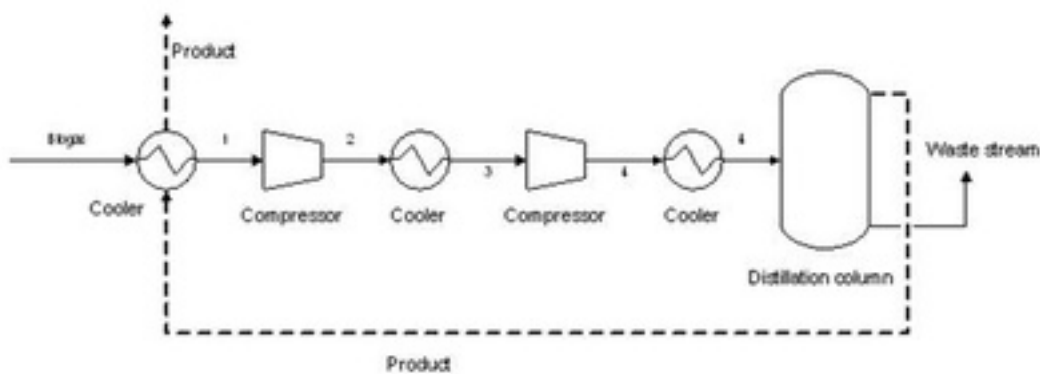 Product
Biogas
1
2
3
4
4
Waste stream
Cooler
Compressor
Cooler
Compressor
Cooler
Distillation column
Product